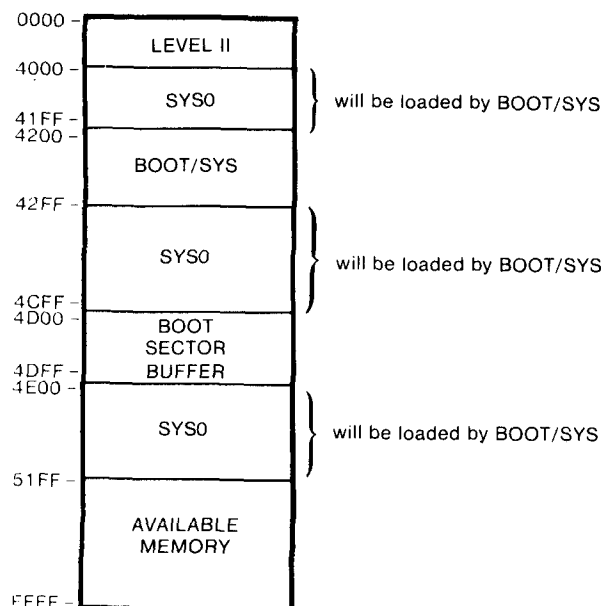 0000 -
LEVEL II
4000 -
SYS0
will be loaded by BOOT/SYS
41FF -
4200 -
BOOT/SYS
42FF -
SYS0
will be loaded by BOOT/SYS
4CFF -
4D00 -
BOOT
SECTOR
BUFFER
4DFF -
4E00 -
SYS0
will be loaded by BOOT/SYS
51FF -
AVAILABLE
MEMORY
FFFF -